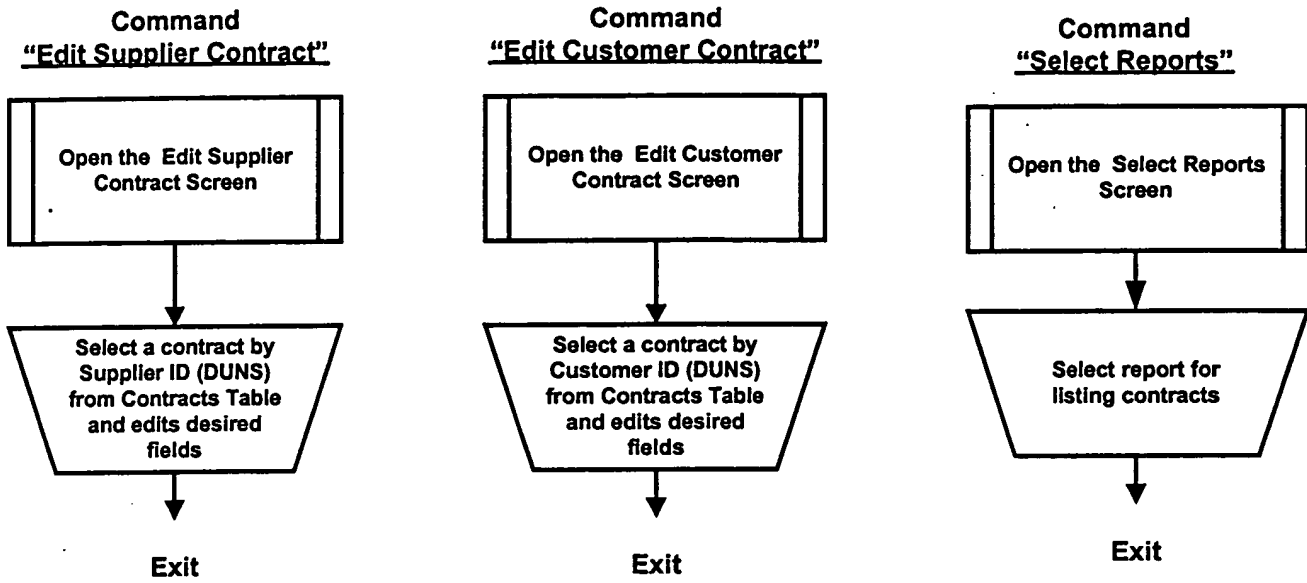 Command
“Edit Supplier Contract”
Open the Edit Supplier
Contract Screen
Select a contract by
Supplier ID (DUNS)
from Contracts Table
and edits desired
fields
Exit
Command
“Edit Customer Contract”
Open the Edit Customer
Contract Screen
Select a contract by
Customer ID (DUNS)
from Contracts Table
and edits desired
fields
Exit
Command
“Select Reports”
Open the Select Reports
Screen
Select report for
listing contracts
Exit